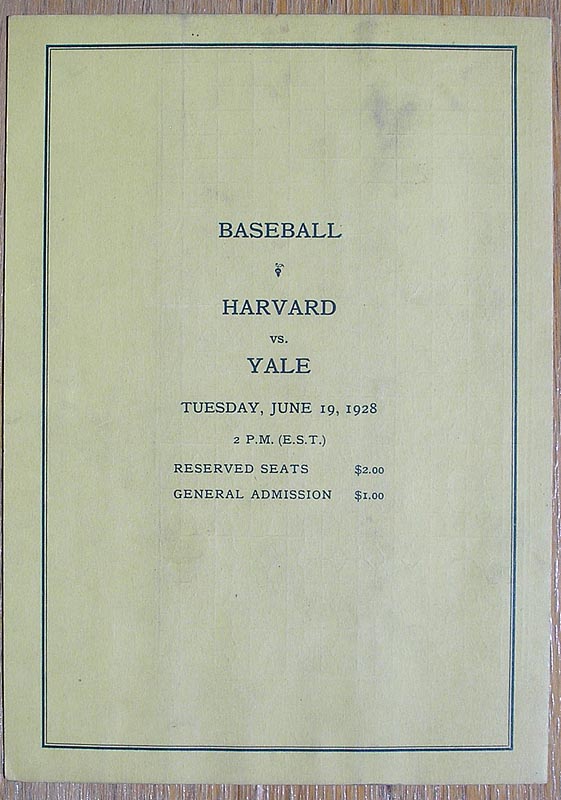 BASEBALL
HARVARD
vs.
YALE
TUESDAY, JUNE 19, 1928
2 P.M. (E.S.T.)
RESERVED SEATS $2.00
GENERAL ADMISSION $1.00